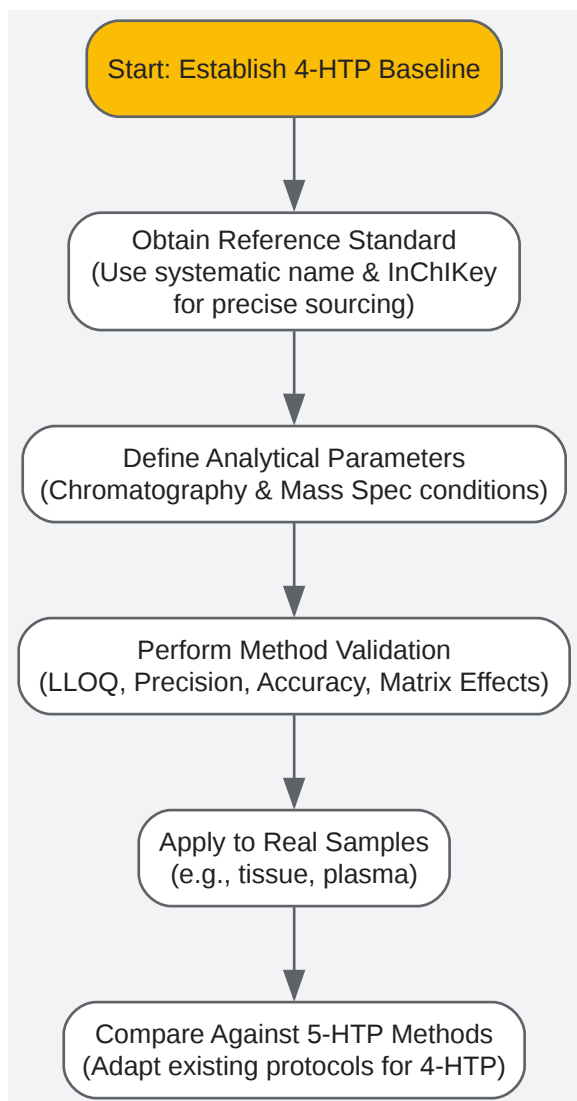 Start: Establish 4-HTP Baseline
Obtain Reference Standard
(Use systematic name & InChIKey
for precise sourcing)
Define Analytical Parameters
(Chromatography & Mass Spec conditions)
Perform Method Validation
(LLOQ, Precision, Accuracy, Matrix Effects)
Apply to Real Samples
(e.g., tissue, plasma)
Compare Against 5-HTP Methods
(Adapt existing protocols for 4-HTP)